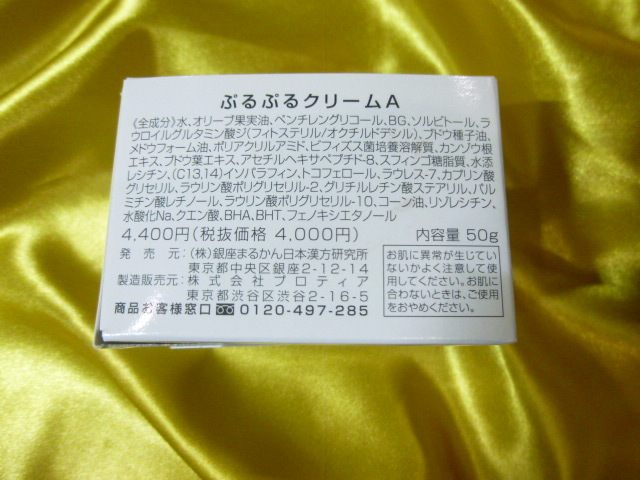 ぷるぷるクリームA
〈全成分〉水、オリーブ果実油、ペンチレングリコール、BG、ソルビトール、ラ
ウロイルグルタミン酸ジ(フィトステリル/オクチルドデシル)、ブドウ種子油、
メドウフォーム油、ポリアクリルアミド、ビフィズス菌培養溶解質、カンゾウ根
エキス、ブドウ葉エキス、アセチルヘキサペプチド-8、スフィンゴ糖脂質、水添
レシチン、(C13,14)イソパラフィン、トコフェロール、ラウレス-7、カプリン酸
グリセリル、ラウリン酸ポリグリセリル-2、グリチルレチン酸ステアリル、パル
ミチン酸レチノール、ラウリン酸ポリグリセリル-10、コーン油、リゾレシチン、
水酸化Na、クエン酸、BHA、BHT、フェノキシエタノール
4,400円(税抜価格 4,000円) 内容量 50g
発売元:(株)銀座まるかん日本漢方研究所
東京都中央区銀座2-12-14
製造販売元:株式会社プロティア
東京都渋谷区渋谷2-16-5
商品お客様窓口 0120-497-285
お肌に異常が生じてい
ないかよく注意して使
用してください。お肌に
合わないときは、ご使用
をおやめください。